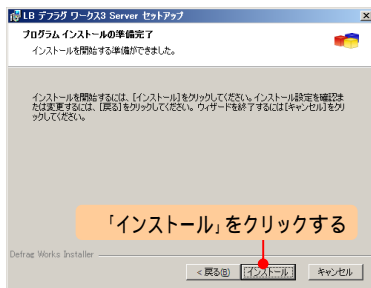 LB デフラグ ワークス3 Server セットアップ
プログラム インストールの準備完了
インストールを開始する準備ができました。
インストールを開始するには、[インストール]をクリックしてください。インストール設定を確認ま
たは変更するには、[戻る]をクリックしてください。ウィザードを終了するには[キャンセル]をクリ
ックしてください。
「インストール」をクリックする
Defrag Works Installer
< 戻る(B) [インストール] キャンセル